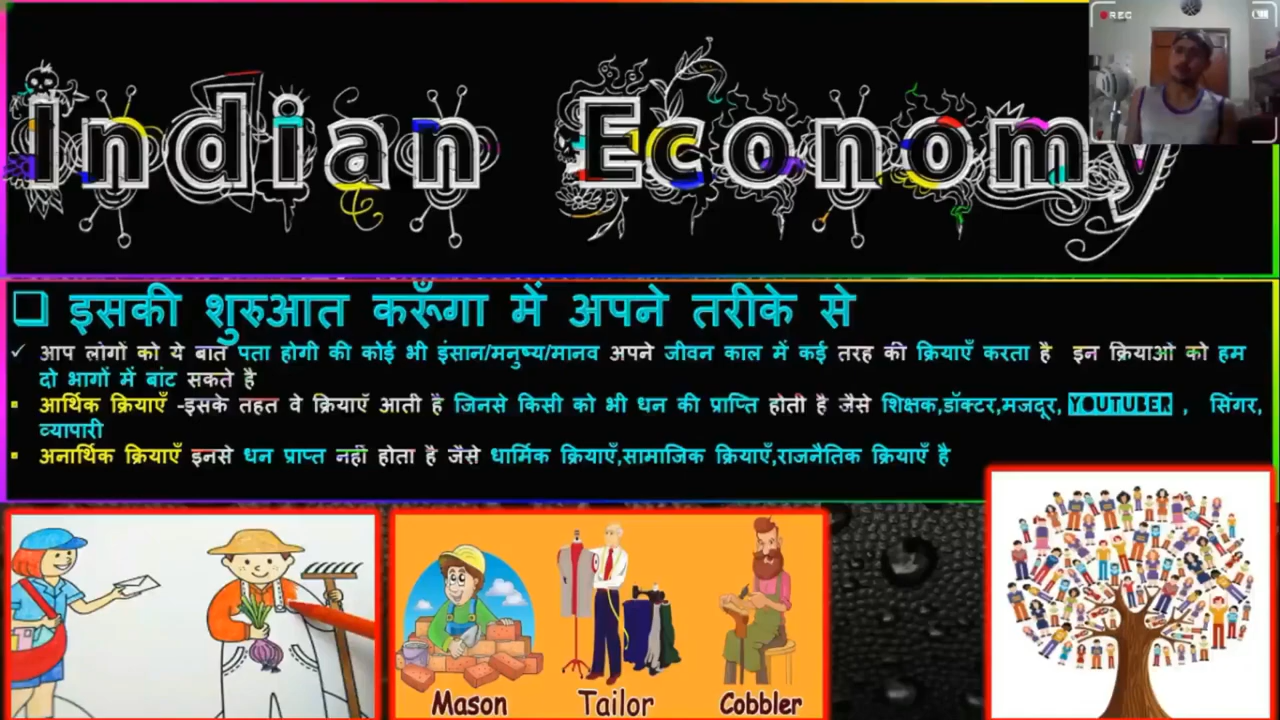 REC
Indian Economy
❑ इसकी शुरुआत करूँगा में अपने तरीके से
✓ आप लोगों को ये बात पता होगी की कोई भी इंसान/मनुष्य/मानव अपने जीवन काल में कई तरह की क्रियाएँ करता है इन क्रियाओ को हम
दो भागों में बांट सकते है
▪ आर्थिक क्रियाएँ -इसके तहत वे क्रियाएॅ आती है जिनसे किसी को भी धन की प्राप्ति होती है जैसे शिक्षक,डॉक्टर,मजदूर, YOUTUBER , सिंगर,
व्यापारी
▪ अनार्थिक क्रियाएँ इनसे धन प्राप्त नहीं होता है जैसे धार्मिक क्रियाएँ,सामाजिक क्रियाएँ,राजनैतिक क्रियाएँ है
Mason Tailor Cobbler